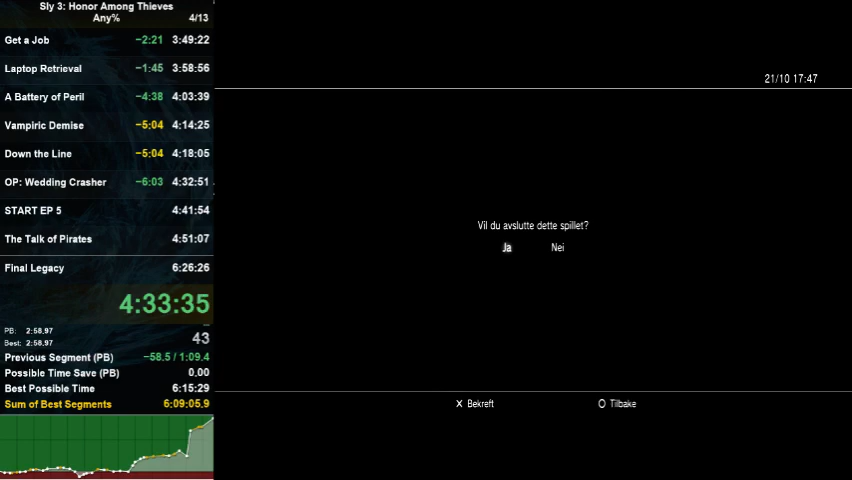 Sly 3: Honor Among Thieves
Any% 4/13
Get a Job −2:21 3:49:22
Laptop Retrieval −1:45 3:58:56
A Battery of Peril −4:38 4:03:39
Vampiric Demise −5:04 4:14:25
Down the Line −5:04 4:18:05
OP: Wedding Crasher −6:03 4:32:51
START EP 5 4:41:54
The Talk of Pirates 4:51:07
Final Legacy 6:26:26
4:33:35
PB: 2:58.97
Best: 2:58.97
43
Previous Segment (PB) −58.5 / 1:09.4
Possible Time Save (PB) 0.00
Best Possible Time 6:15:29
Sum of Best Segments 6:09:05.9
21/10 17:47
Vil du avslutte dette spillet?
Ja Nei
X Bekreft O Tilbake